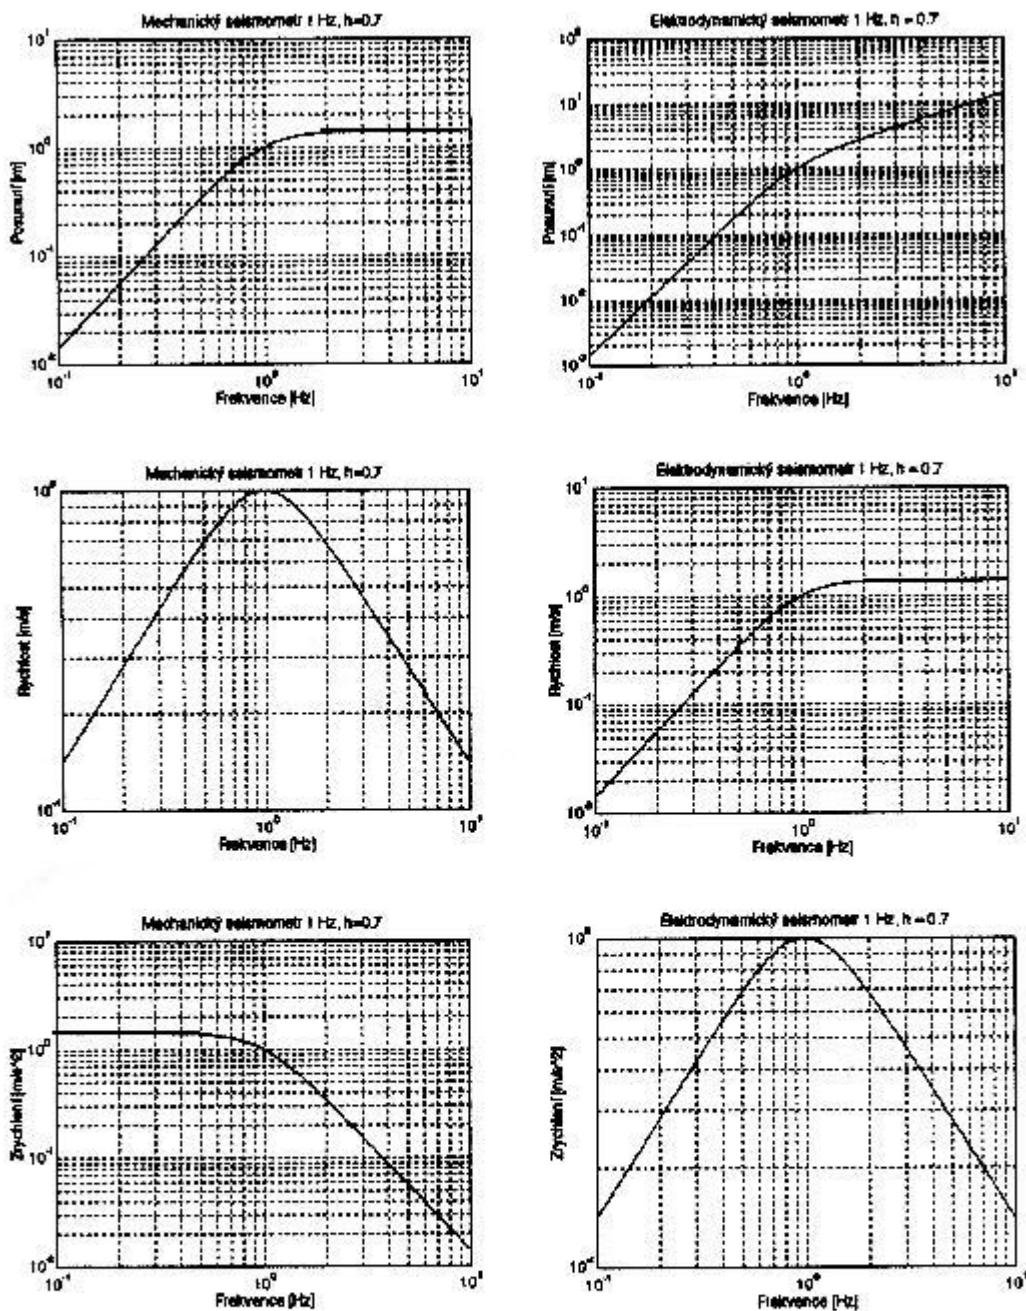 Mechanický seismometr 1 Hz, h=0.7
Elektrodynamický seismometr 1 Hz, h = 0.7
Posunutí [m]
Posunutí [m]
Frekvence [Hz]
Frekvence [Hz]
Mechanický seismometr 1 Hz, h=0.7
Elektrodynamický seismometr 1 Hz, h = 0.7
Rychlost [m/s]
Rychlost [m/s]
Frekvence [Hz]
Frekvence [Hz]
Mechanický seismometr 1 Hz, h=0.7
Elektrodynamický seismometr 1 Hz, h = 0.7
Zrychlení [m/s^2]
Zrychlení [m/s^2]
Frekvence [Hz]
Frekvence [Hz]